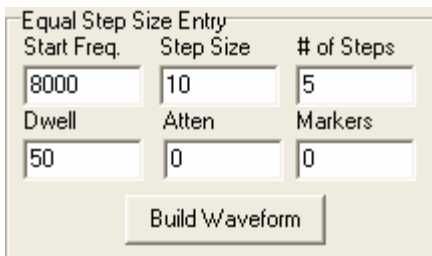 Equal Step Size Entry
Start Freq. Step Size # of Steps
8000 10 5
Dwell Atten Markers
50 0 0
Build Waveform